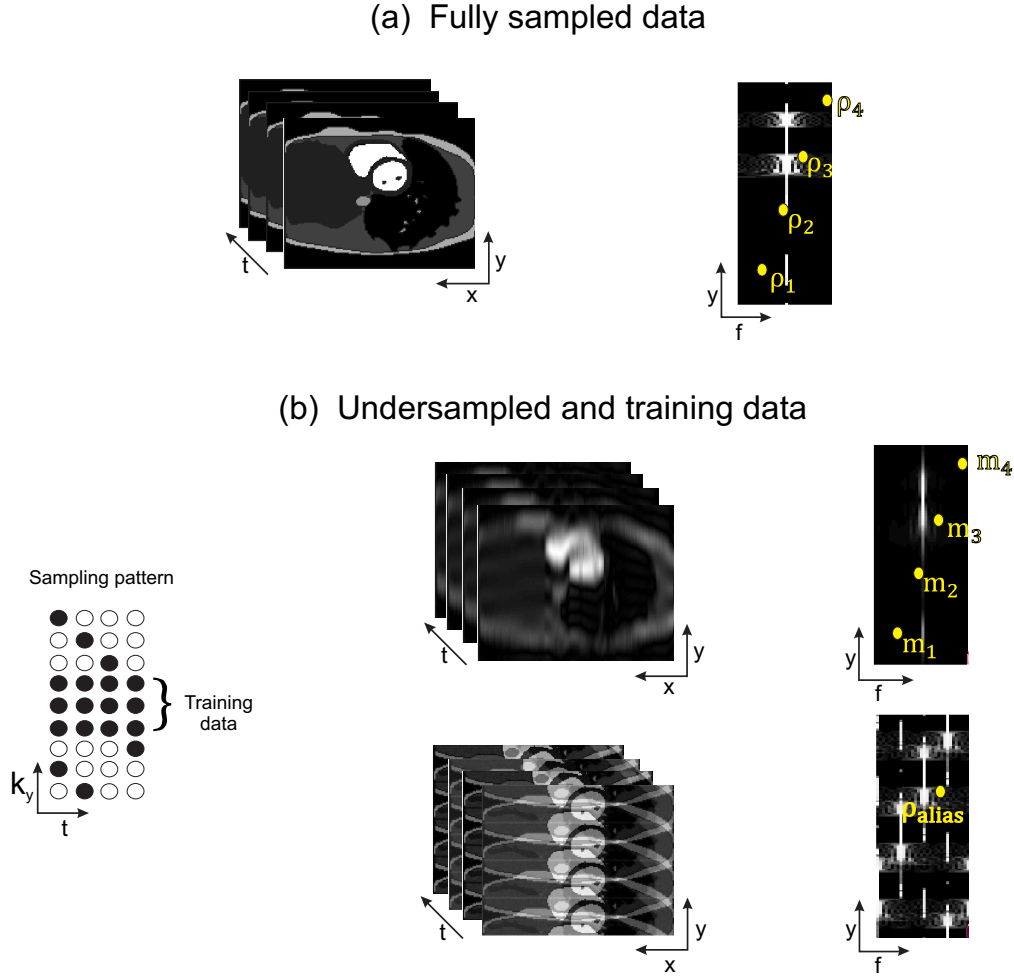 (a) Fully sampled data
ρ4
ρ3
ρ2
ρ1
t
y
x
y
f
(b) Undersampled and training data
m4
m3
m2
m1
Sampling pattern
Training
data
ky
t
t
y
x
y
f
ρalias
t
y
x
y
f